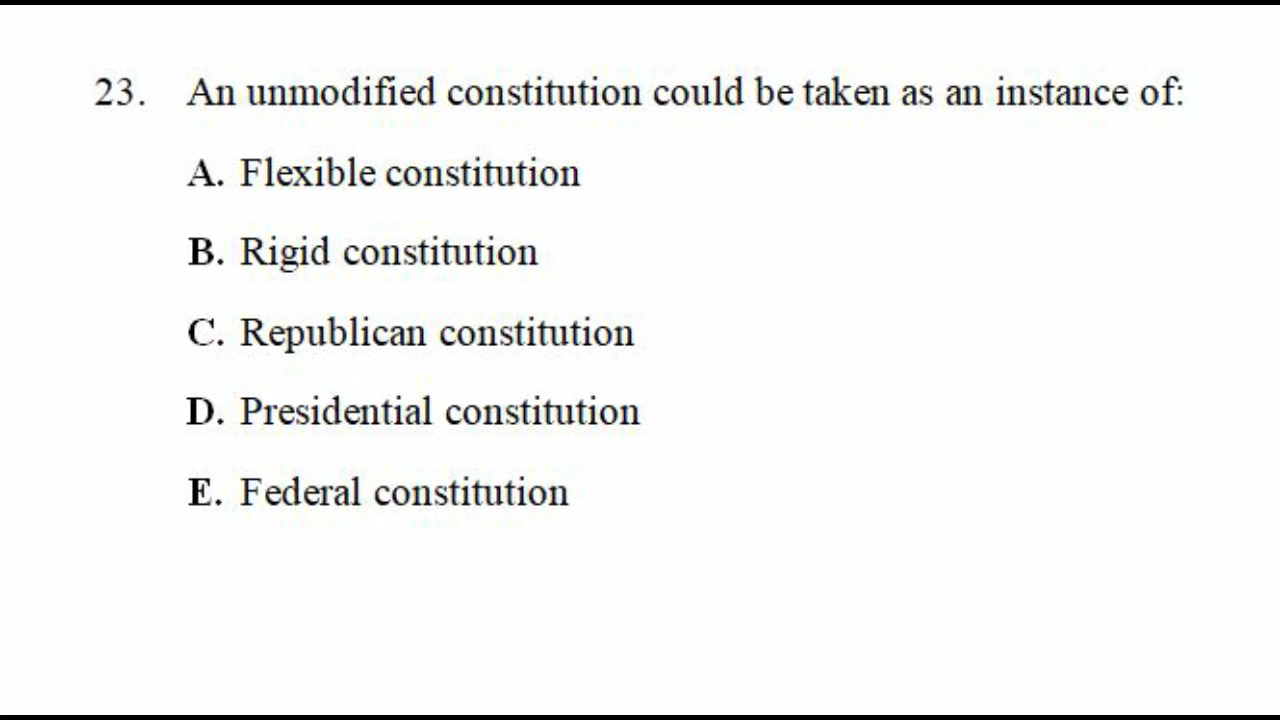 23. An unmodified constitution could be taken as an instance of:
A. Flexible constitution
B. Rigid constitution
C. Republican constitution
D. Presidential constitution
E. Federal constitution